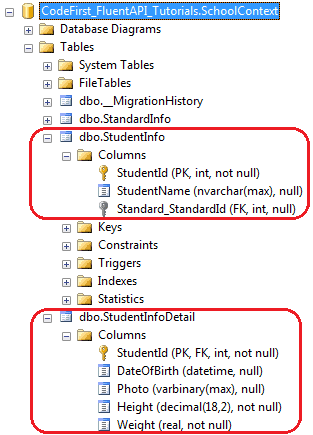 CodeFirst_FluentAPI_Tutorials.SchoolContext
Database Diagrams
Tables
System Tables
FileTables
dbo.__MigrationHistory
dbo.StandardInfo
dbo.StudentInfo
Columns
StudentId (PK, int, not null)
StudentName (nvarchar(max), null)
Standard_StandardId (FK, int, null)
Keys
Constraints
Triggers
Indexes
Statistics
dbo.StudentInfoDetail
Columns
StudentId (PK, FK, int, not null)
DateOfBirth (datetime, null)
Photo (varbinary(max), null)
Height (decimal(18,2), not null)
Weight (real, not null)